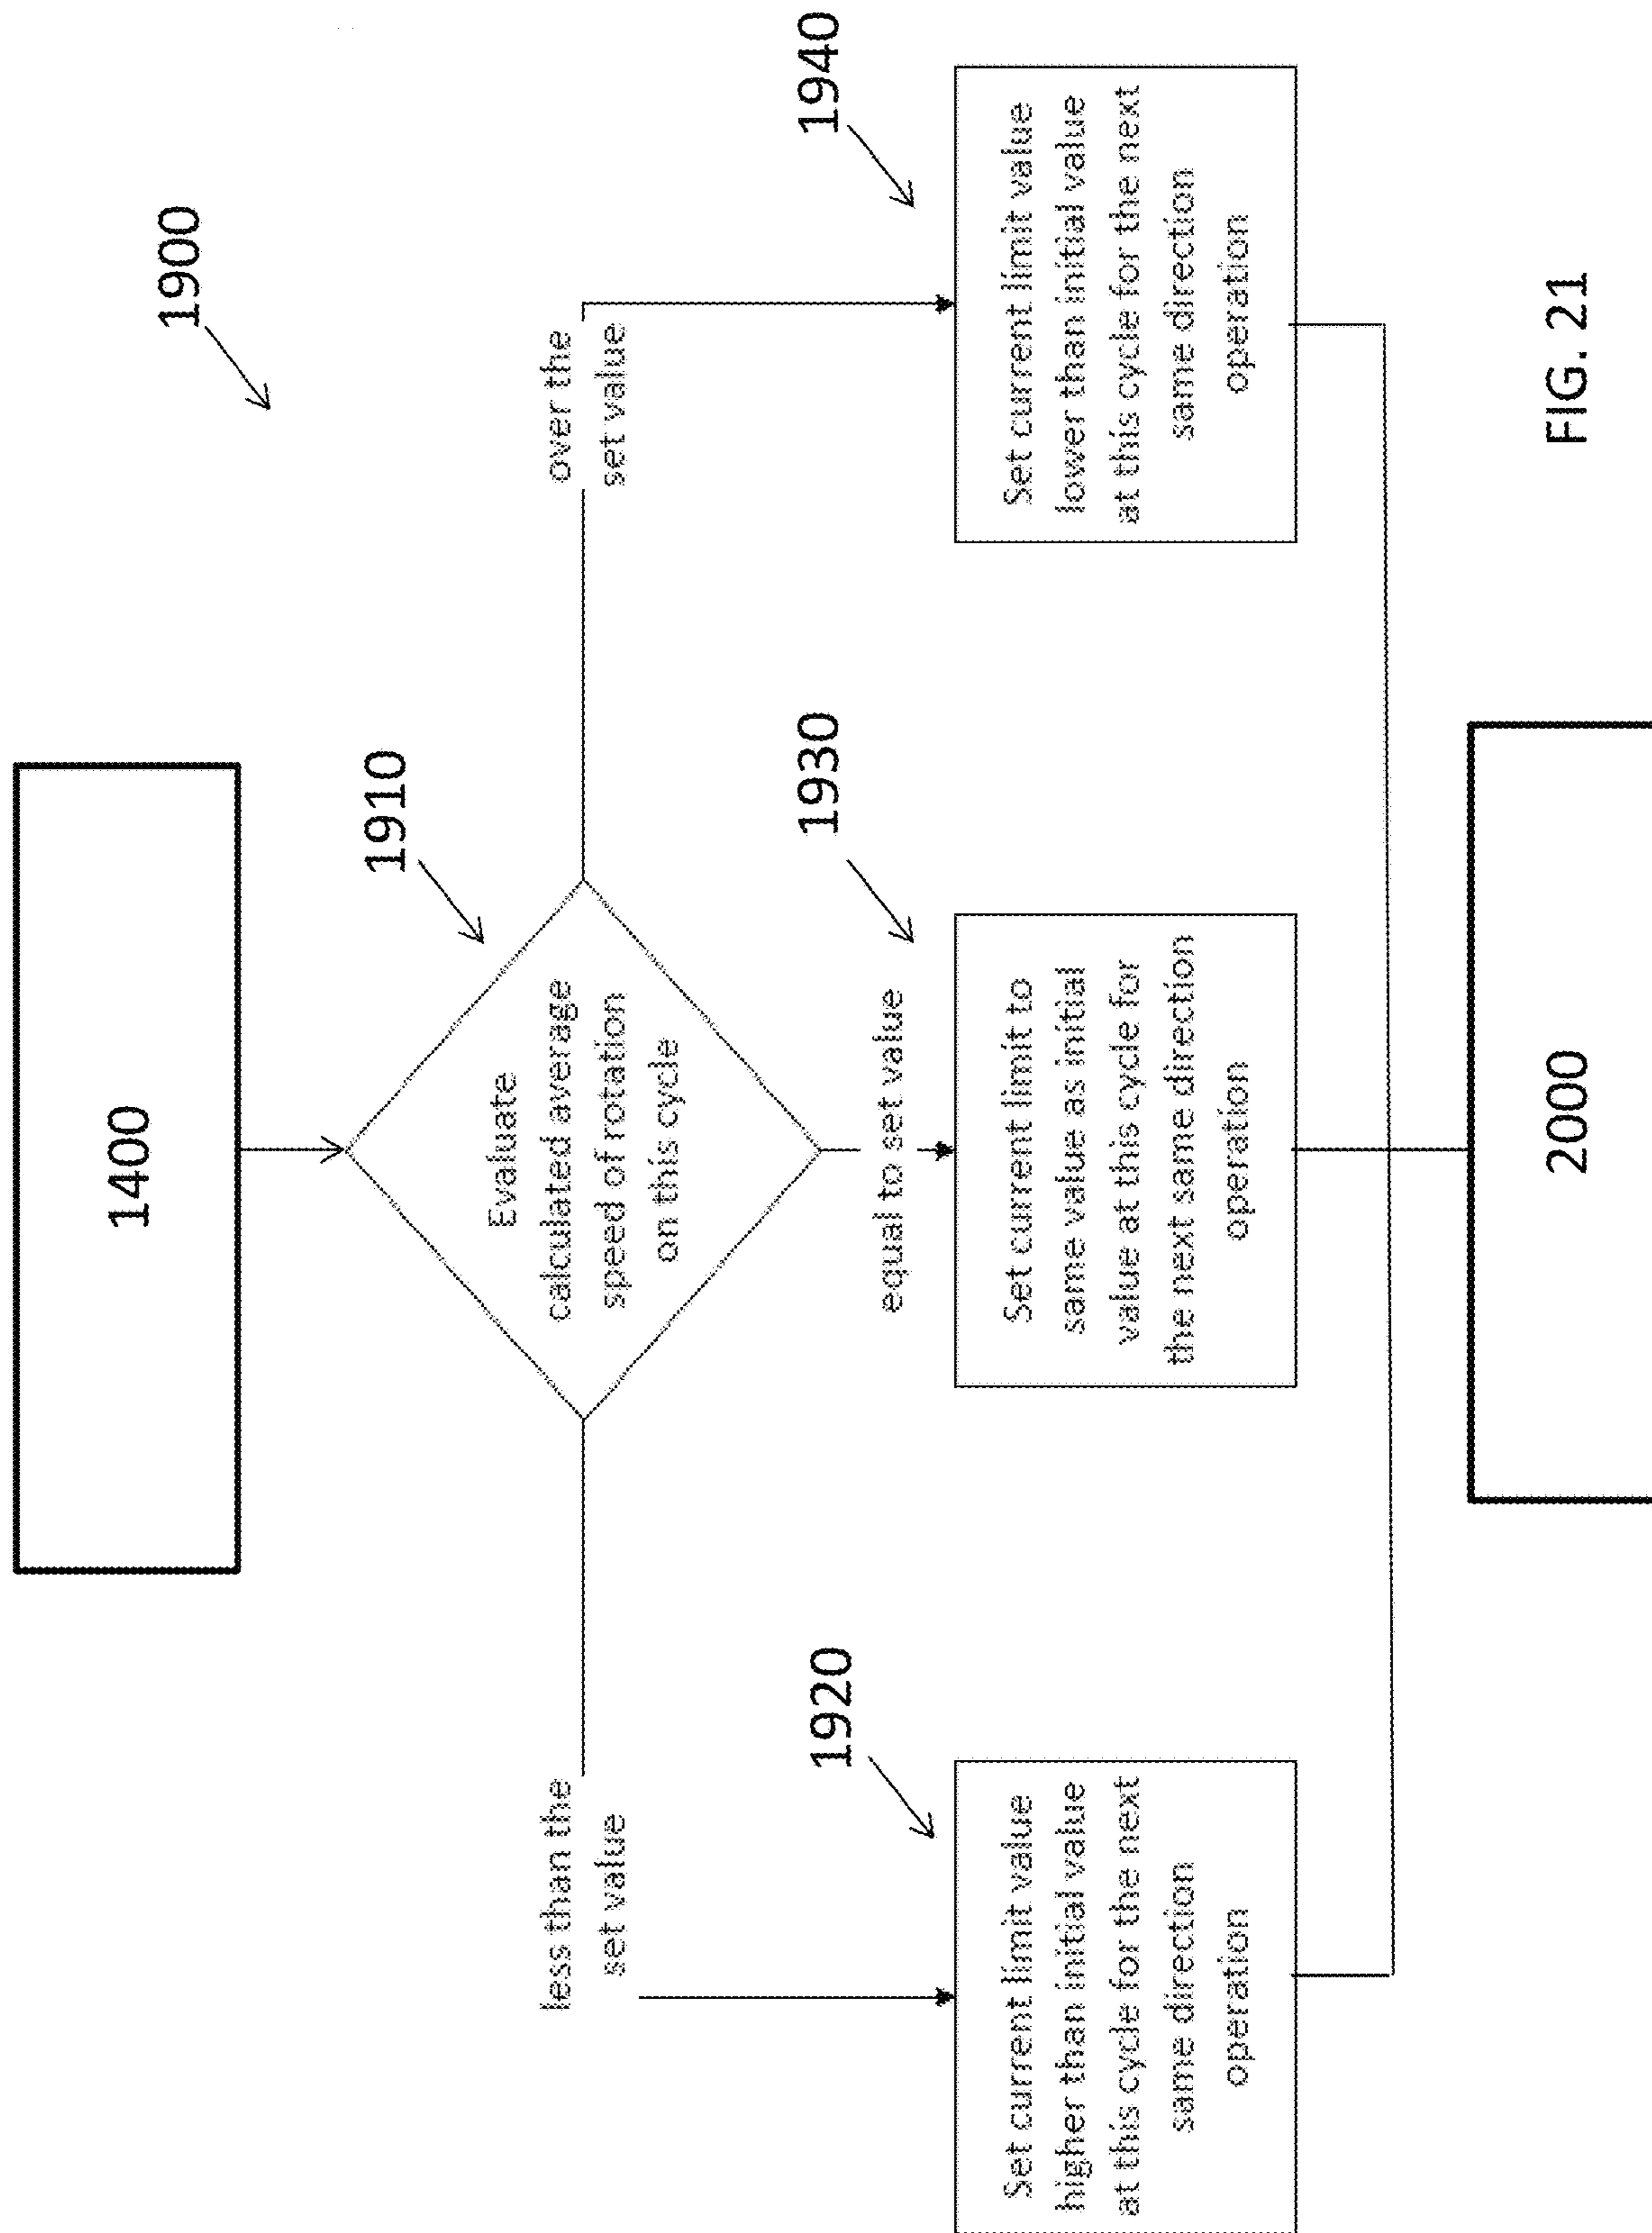 1400
1900
1910
Evaluate
calculated average
speed of rotation
on this cycle
less than the
set value
over the
set value
equal to set value
1920
Set current limit value
higher than initial value
at this cycle for the next
same direction
operation
1930
Set current limit to
same value as initial
value at this cycle for
the next same direction
operation
1940
Set current limit value
lower than initial value
at this cycle for the next
same direction
operation
2000
FIG. 21